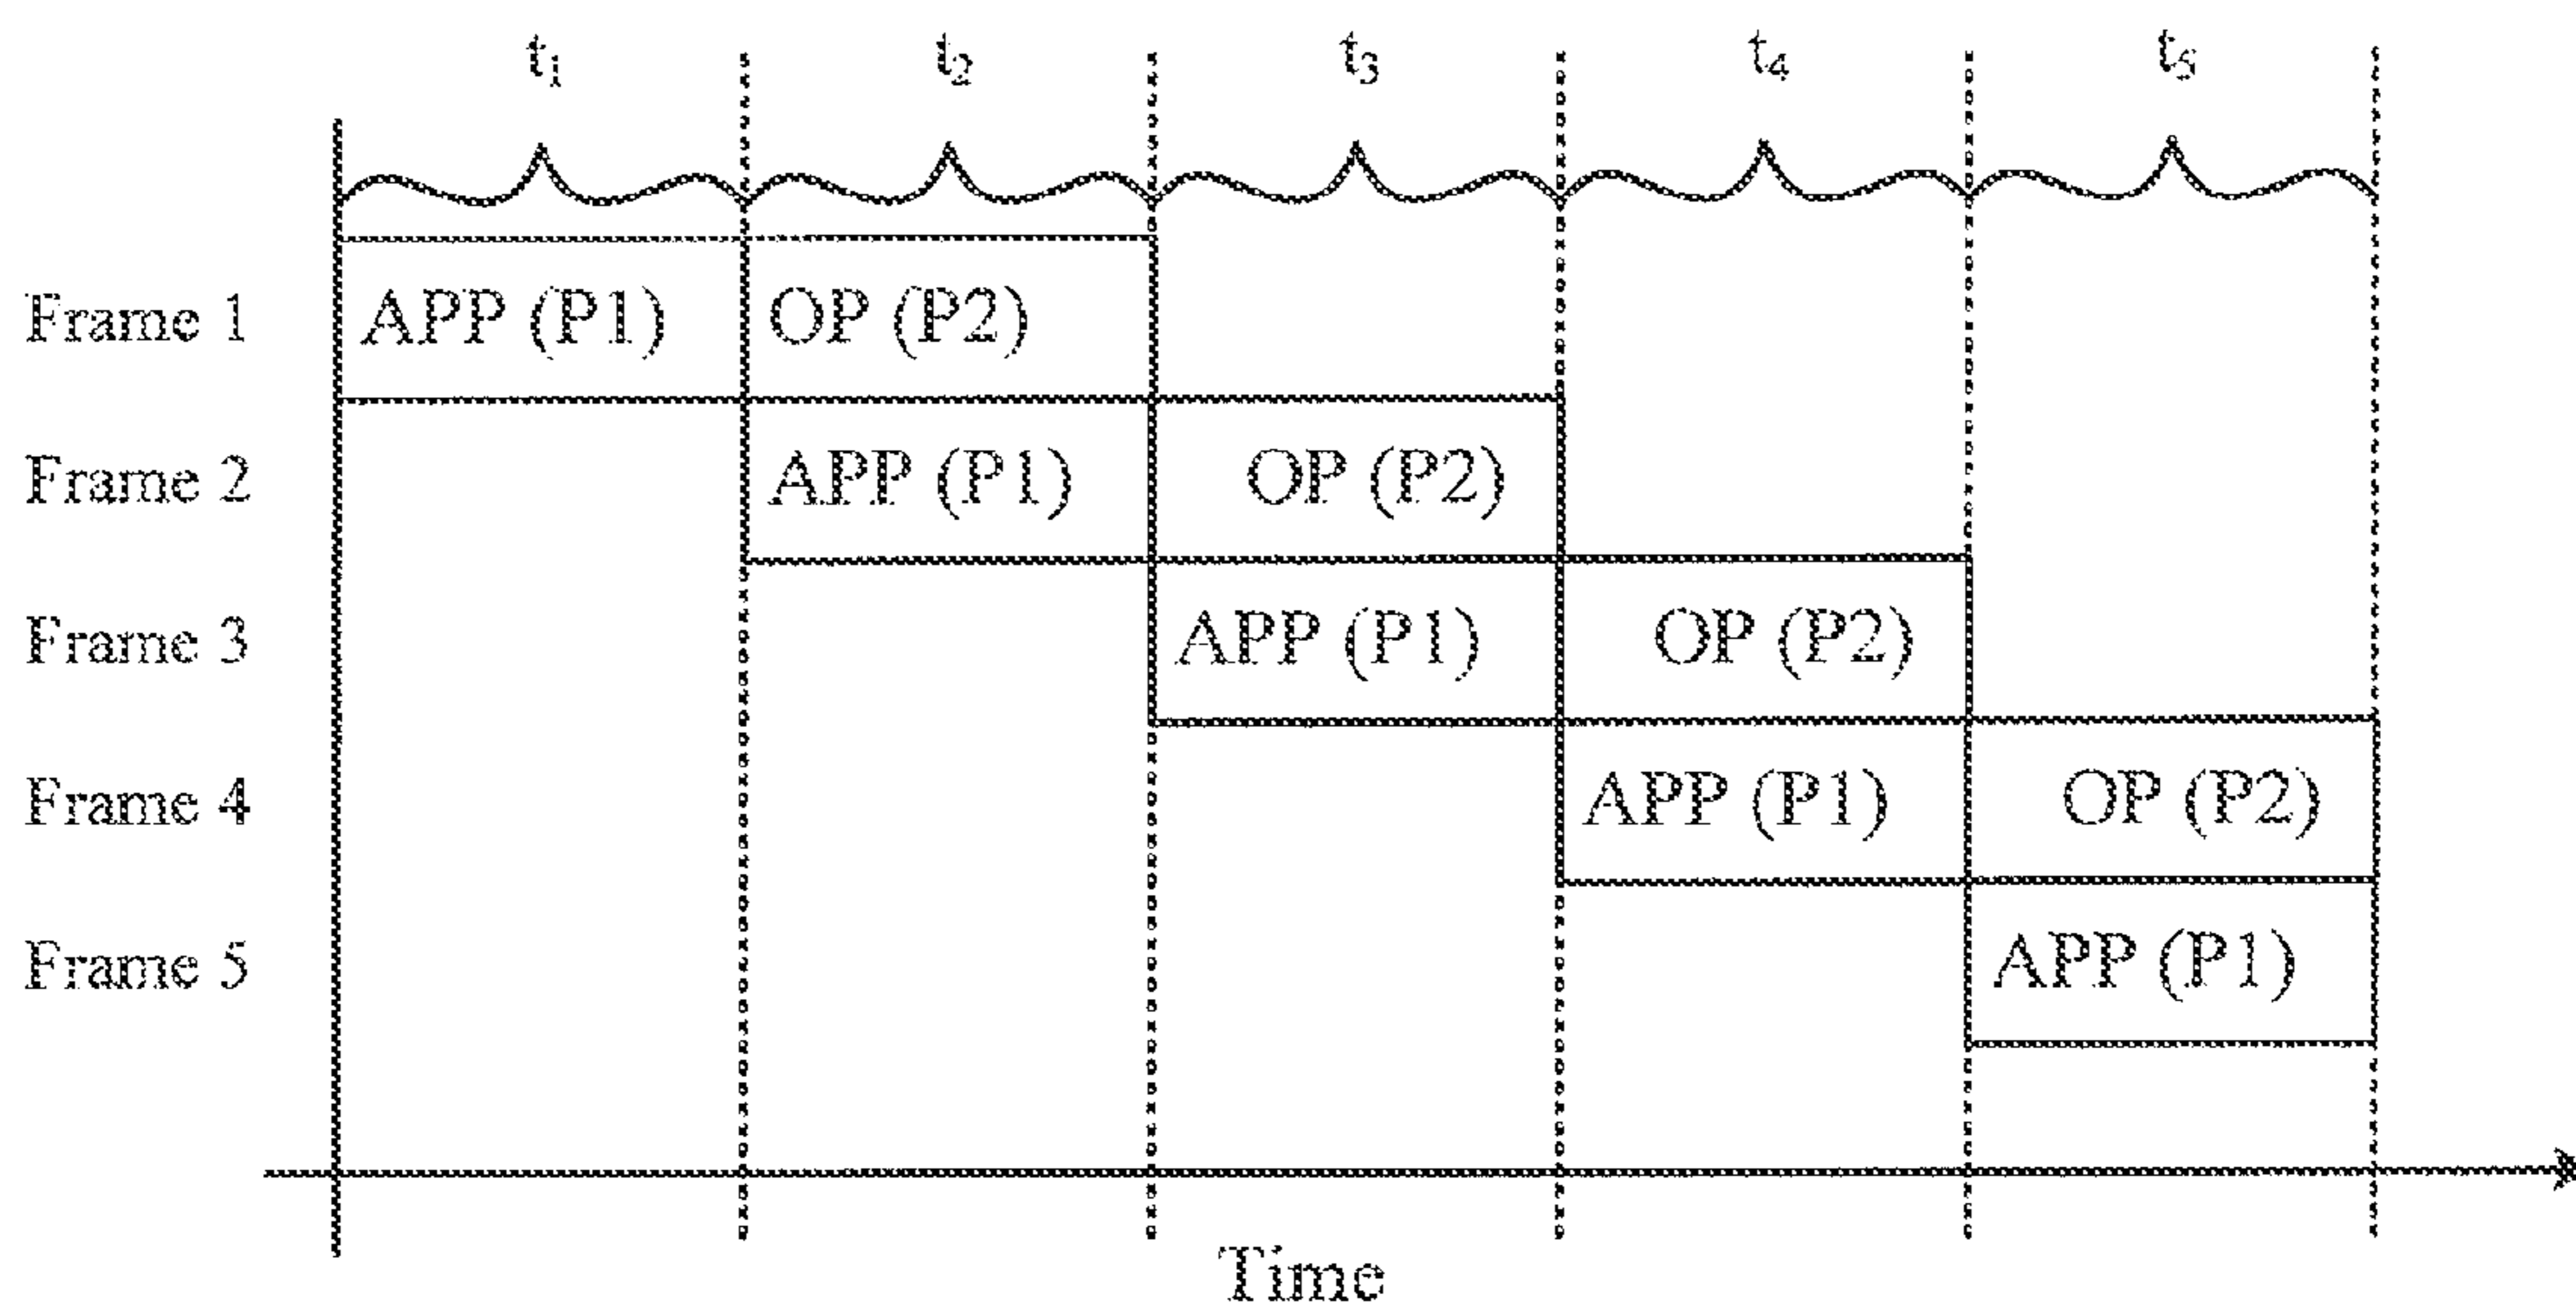 t₁ t₂ t₃ t₄ t₅
Frame 1 APP (P1) OP (P2)
Frame 2 APP (P1) OP (P2)
Frame 3 APP (P1) OP (P2)
Frame 4 APP (P1) OP (P2)
Frame 5 APP (P1)
Time